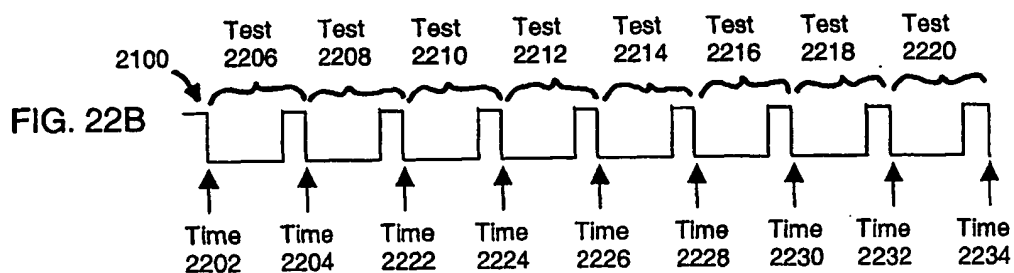 Test Test Test Test Test Test Test Test
2206 2208 2210 2212 2214 2216 2218 2220
2100
FIG. 22B
Time Time Time Time Time Time Time Time Time
2202 2204 2222 2224 2226 2228 2230 2232 2234